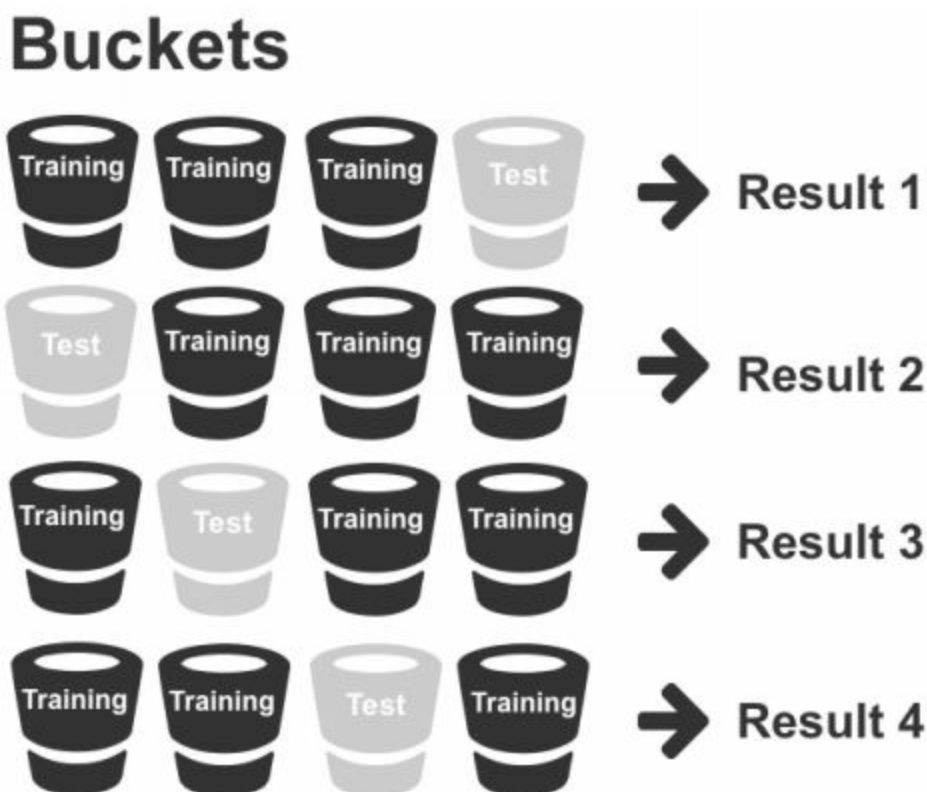 Buckets
Training Training Training Test Result 1
Test Training Training Training Result 2
Training Test Training Training Result 3
Training Training Test Training Result 4